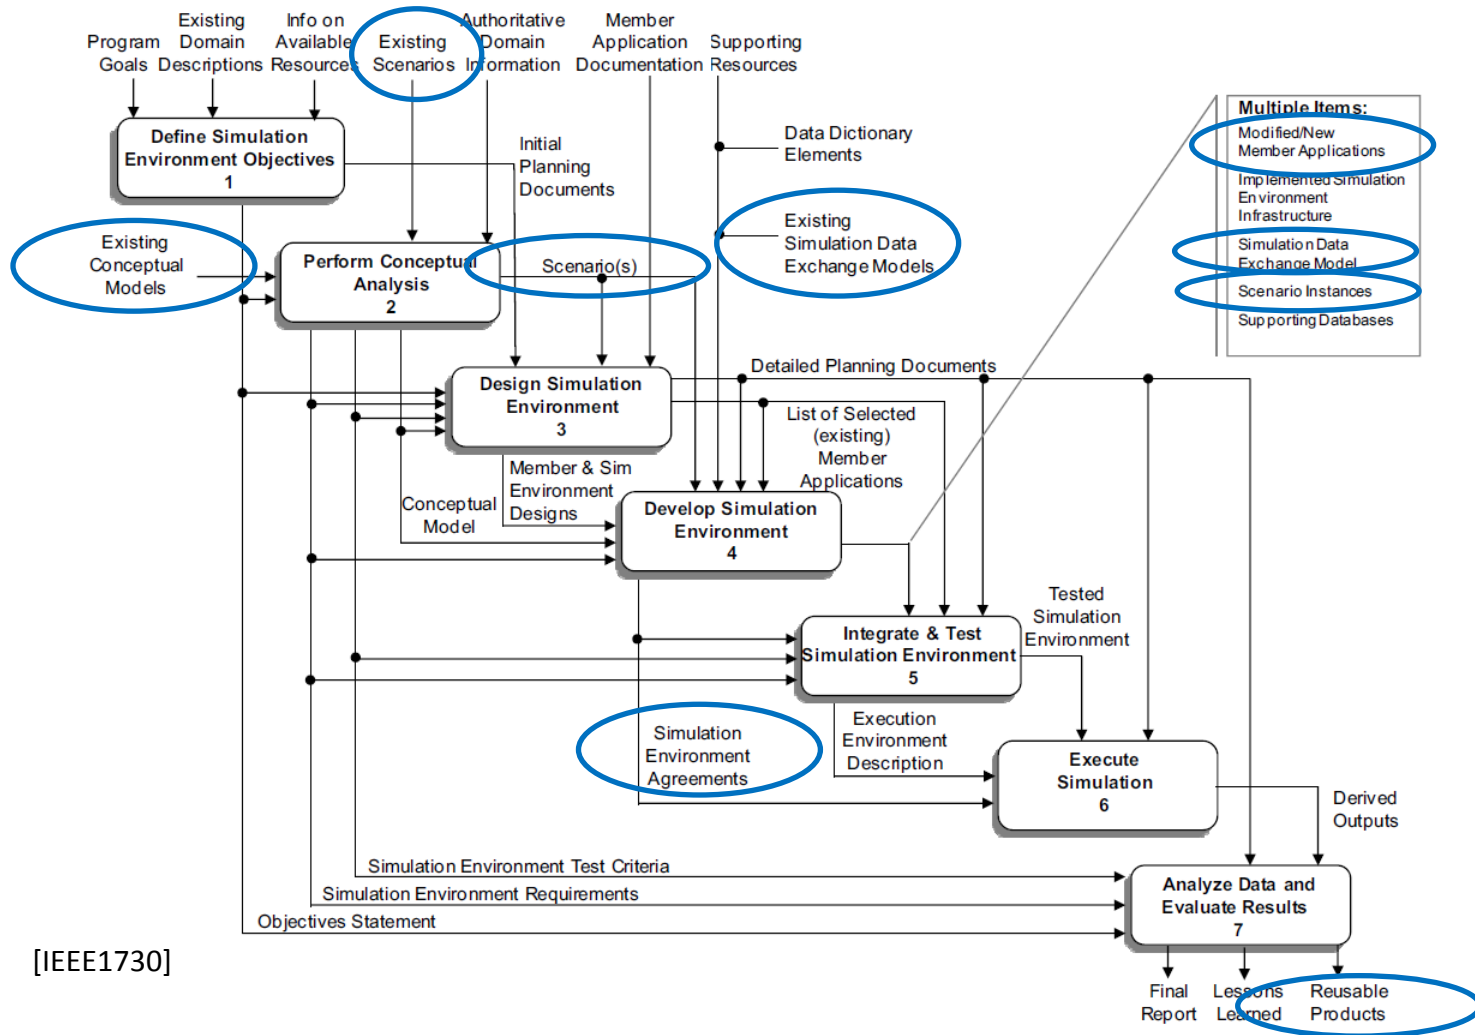 Program
Goals
Existing
Domain
Descriptions
Info on
Available
Resources
Existing
Scenarios
Authoritative
Domain
Information
Member
Application
Documentation
Supporting
Resources
Define Simulation
Environment Objectives
1
Initial
Planning
Documents
Data Dictionary
Elements
Existing
Simulation Data
Exchange Models
Multiple Items:
Modified/New
Member Applications
Implemented Simulation
Environment
Infrastructure
Simulation Data
Exchange Model
Scenario Instances
Supporting Databases
Existing
Conceptual
Models
Perform Conceptual
Analysis
2
Scenario(s)
Design Simulation
Environment
3
Detailed Planning Documents
List of Selected
(existing)
Member
Applications
Member & Sim
Environment
Designs
Conceptual
Model
Develop Simulation
Environment
4
Integrate & Test
Simulation Environment
5
Tested
Simulation
Environment
Simulation
Environment
Agreements
Execution
Environment
Description
Execute
Simulation
6
Derived
Outputs
Simulation Environment Test Criteria
Simulation Environment Requirements
Objectives Statement
Analyze Data and
Evaluate Results
7
[IEEE1730]
Final
Report
Lessons
Learned
Reusable
Products